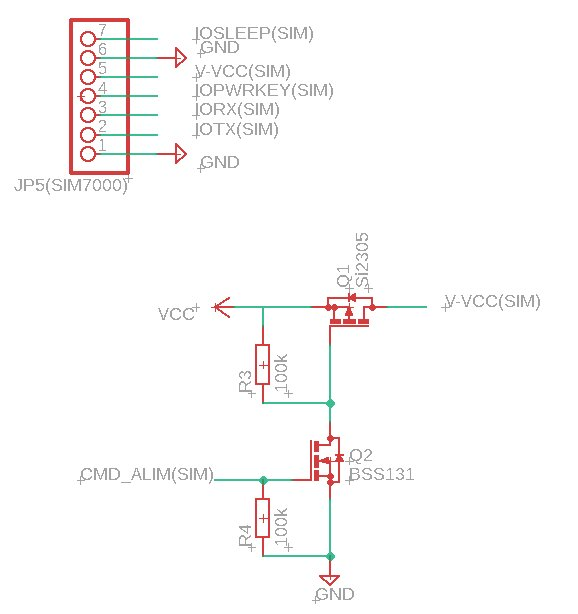 7 IOSLEEP(SIM)
6 GND
5 V-VCC(SIM)
4 IOPWRKEY(SIM)
3 IORX(SIM)
2 IOTX(SIM)
1 GND
JP5(SIM7000)
Q1
Si2305
VCC
V-VCC(SIM)
R3
100k
Q2
CMD_ALIM(SIM)
BSS131
R4
100k
GND